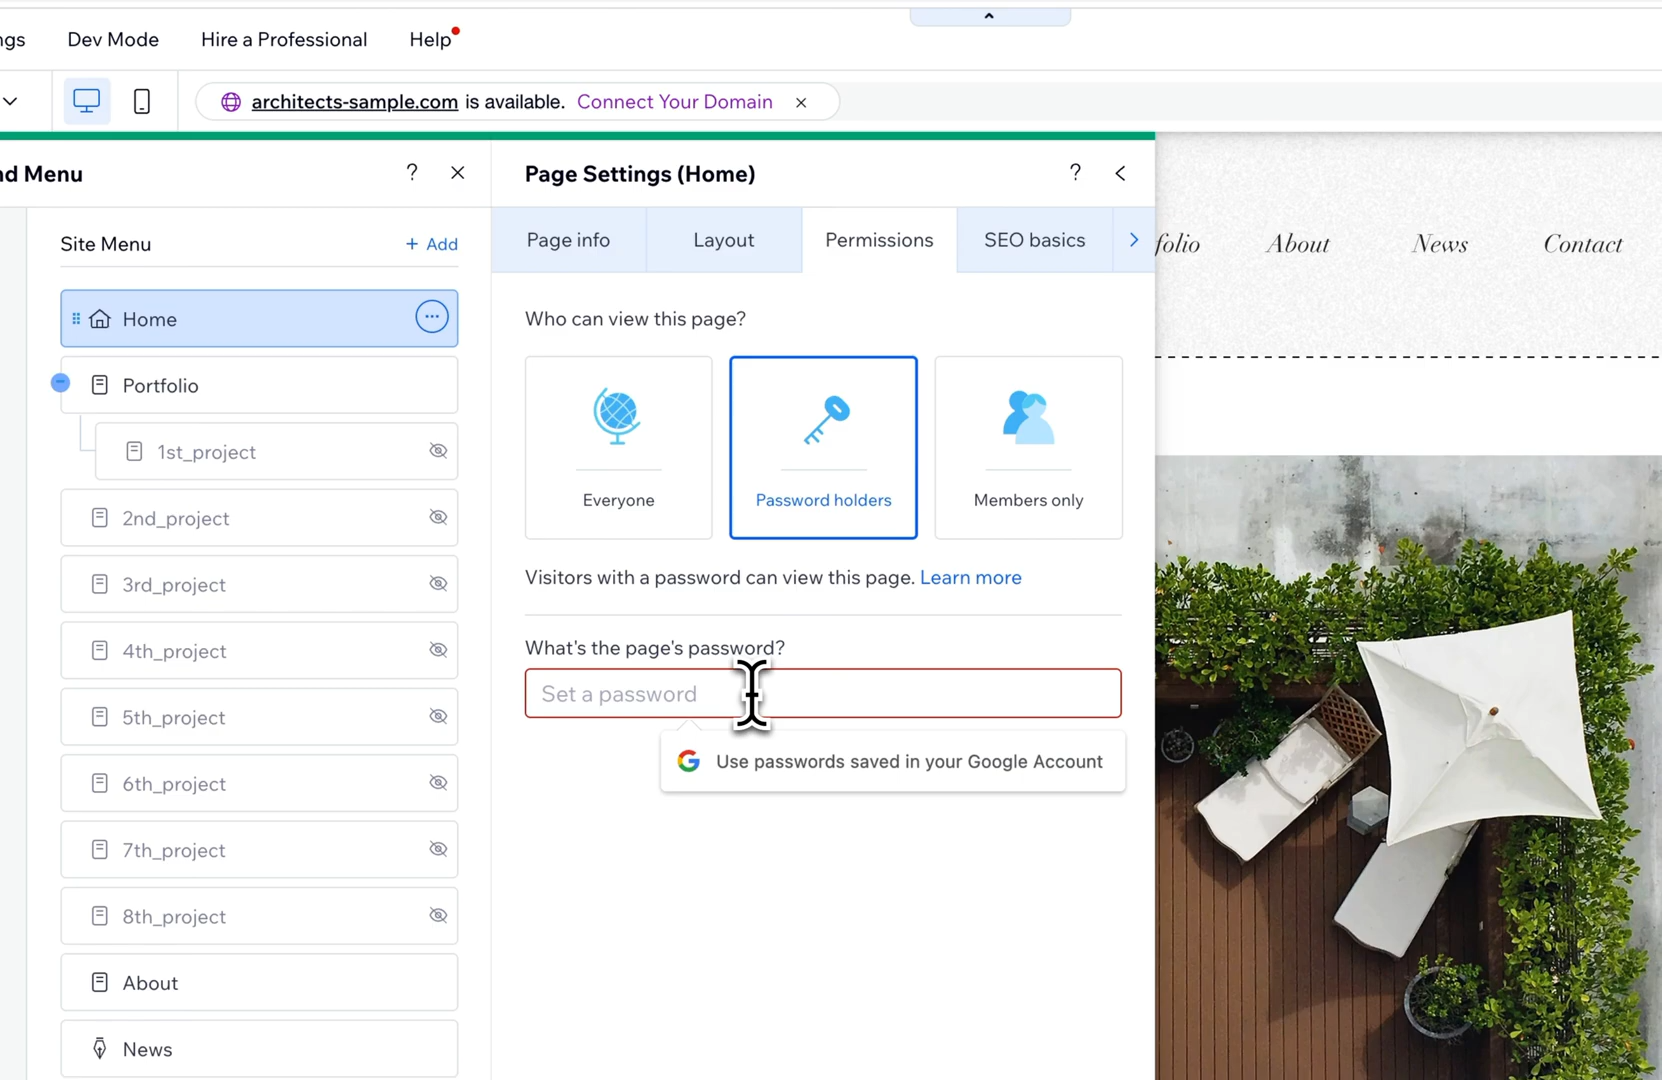 ngs Dev Mode Hire a Professional Help
architects-sample.com is available. Connect Your Domain
nd Menu ?
Page Settings (Home) ?
Site Menu + Add
Home
Portfolio
1st_project
2nd_project
3rd_project
4th_project
5th_project
6th_project
7th_project
8th_project
About
News
Page info Layout Permissions SEO basics
Who can view this page?
Everyone Password holders Members only
Visitors with a password can view this page. Learn more
What's the page's password?
Set a password
G Use passwords saved in your Google Account
folio About News Contact